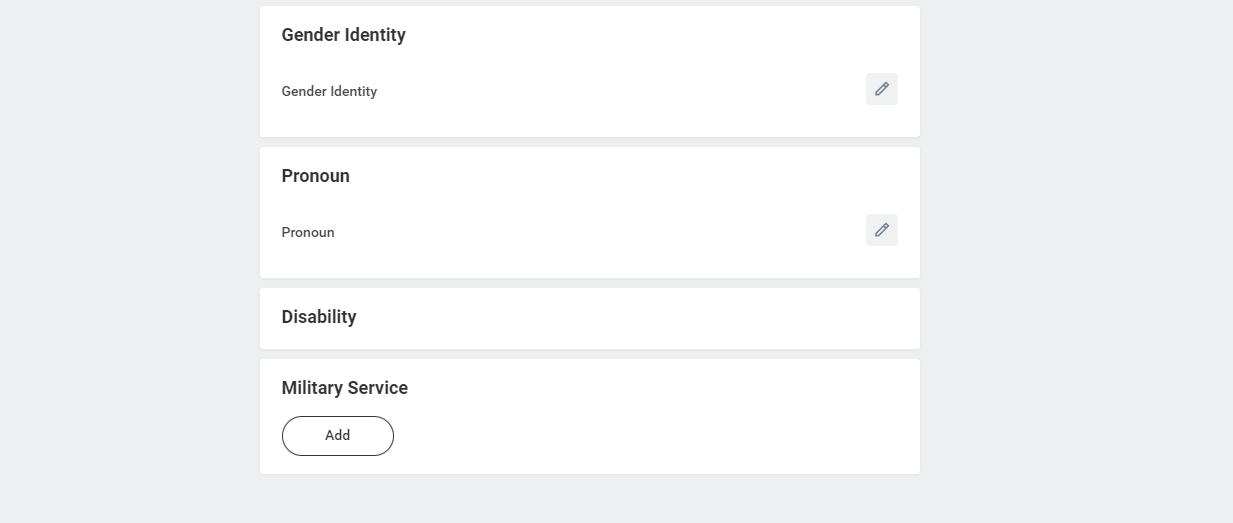 Gender Identity
Gender Identity
Pronoun
Pronoun
Disability
Military Service
Add